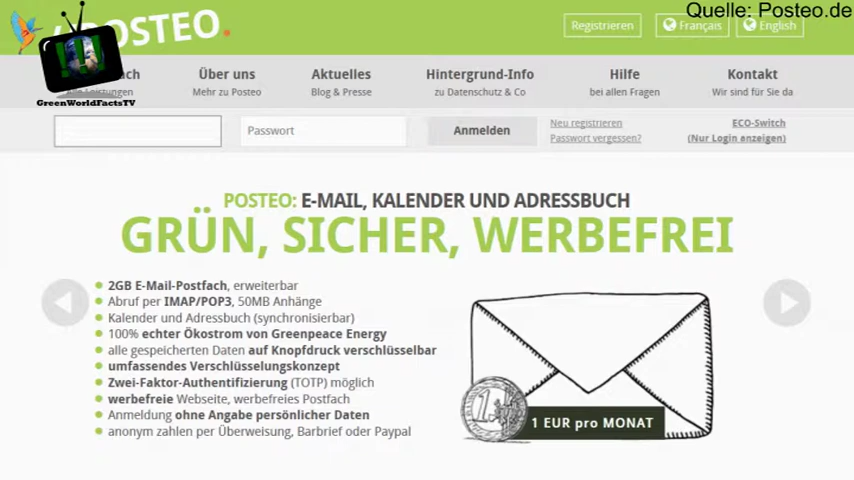 Quelle: Posteo.de
POSTEO.
Registrieren
Français
English
GreenWorldFactsTV
Über uns
Mehr zu Posteo
Aktuelles
Blog & Presse
Hintergrund-Info
zu Datenschutz & Co
Hilfe
bei allen Fragen
Kontakt
Wir sind für Sie da
Passwort
Anmelden
Neu registrieren
Passwort vergessen?
ECO-Switch
(Nur Login anzeigen)
POSTEO: E-MAIL, KALENDER UND ADRESSBUCH
GRÜN, SICHER, WERBEFREI
2GB E-Mail-Postfach, erweiterbar
Abruf per IMAP/POP3, 50MB Anhänge
Kalender und Adressbuch (synchronisierbar)
100% echter Ökostrom von Greenpeace Energy
alle gespeicherten Daten auf Knopfdruck verschlüsselbar
umfassendes Verschlüsselungskonzept
Zwei-Faktor-Authentifizierung (TOTP) möglich
werbefreie Webseite, werbefreies Postfach
Anmeldung ohne Angabe persönlicher Daten
anonym zahlen per Überweisung, Barbrief oder Paypal
1
1 EUR pro MONAT